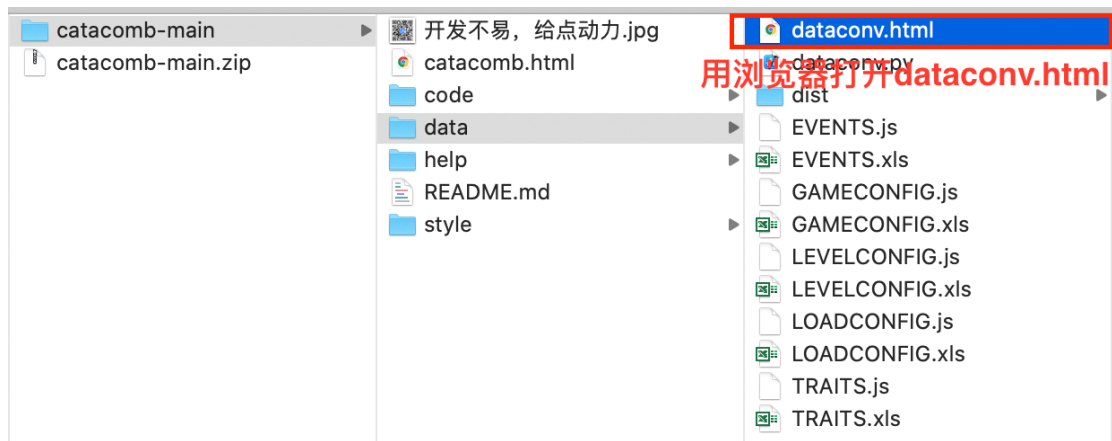 catacomb-main
catacomb-main.zip
开发不易，给点动力.jpg
catacomb.html
code
data
help
README.md
style
dataconv.html
dataconv.py
用浏览器打开dataconv.html
dist
EVENTS.js
EVENTS.xls
GAMECONFIG.js
GAMECONFIG.xls
LEVELCONFIG.js
LEVELCONFIG.xls
LOADCONFIG.js
LOADCONFIG.xls
TRAITS.js
TRAITS.xls